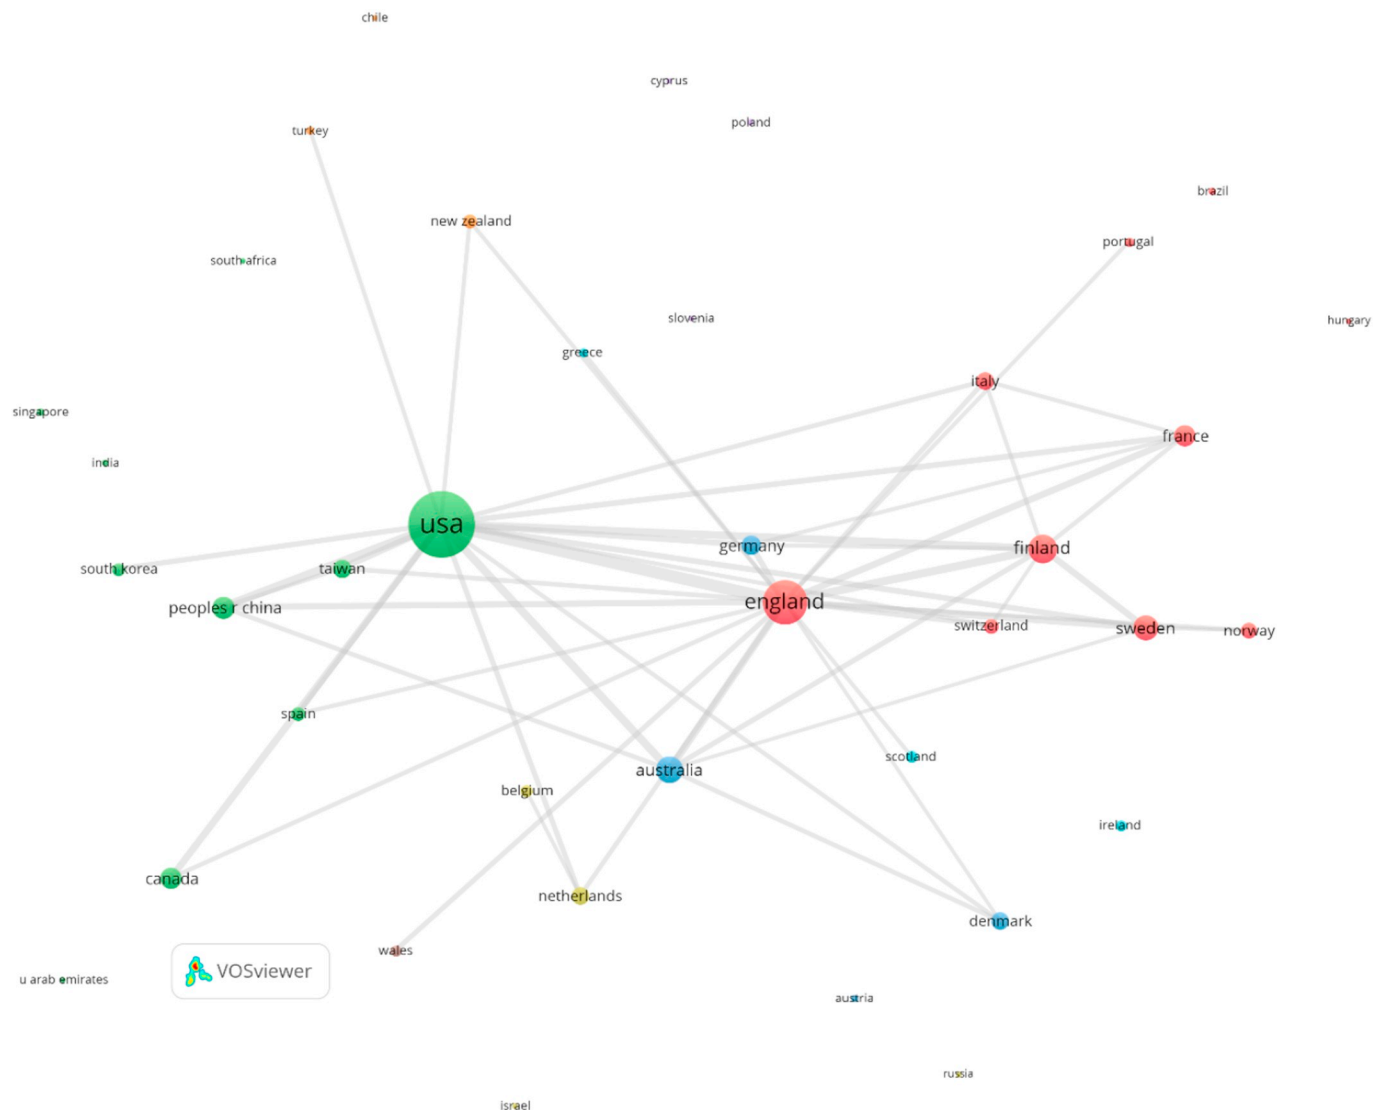 chile
cyprus
poland
turkey
brazil
new zealand
portugal
south africa
slovenia
hungary
greece
italy
singapore
france
india
usa
germany
finland
south korea
taiwan
england
peoples r china
switzerland
sweden
norway
spain
scotland
australia
belgium
ireland
canada
netherlands
denmark
wales
VOSviewer
u arab emirates
austria
russia
israel